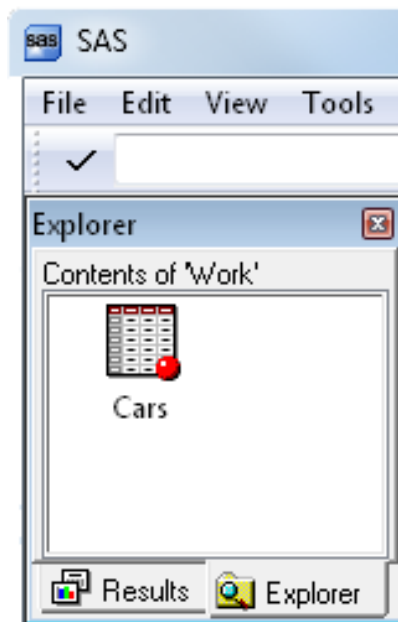 sas SAS
File Edit View Tools
Explorer
Contents of 'Work'
Cars
Results Explorer